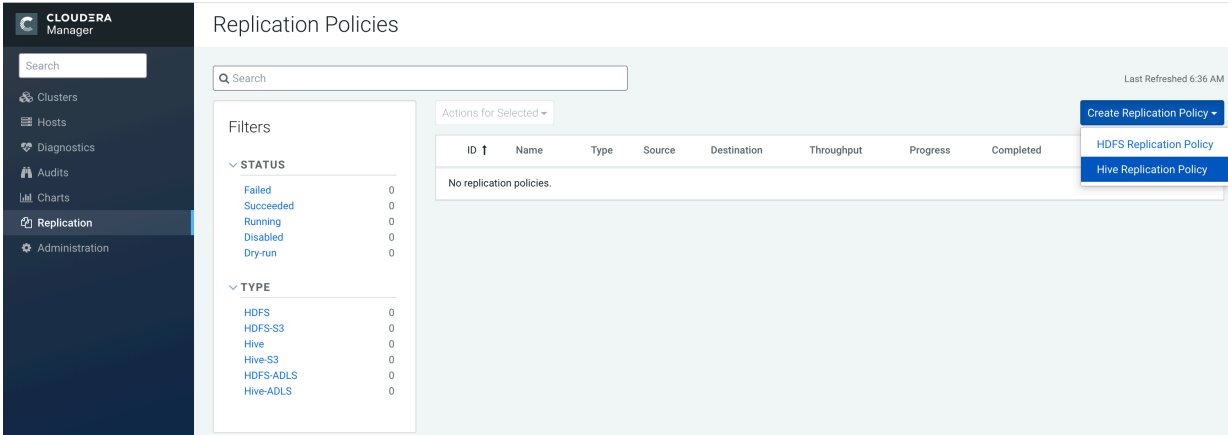 CLOUDERA
Manager
Search
Clusters
Hosts
Diagnostics
Audits
Charts
Replication
Administration
Replication Policies
Search
Last Refreshed 6:36 AM
Filters
STATUS
Failed 0
Succeeded 0
Running 0
Disabled 0
Dry-run 0
TYPE
HDFS 0
HDFS-S3 0
Hive 0
Hive-S3 0
HDFS-ADLS 0
Hive-ADLS 0
Actions for Selected
Create Replication Policy
HDFS Replication Policy
Hive Replication Policy
ID Name Type Source Destination Throughput Progress Completed
No replication policies.